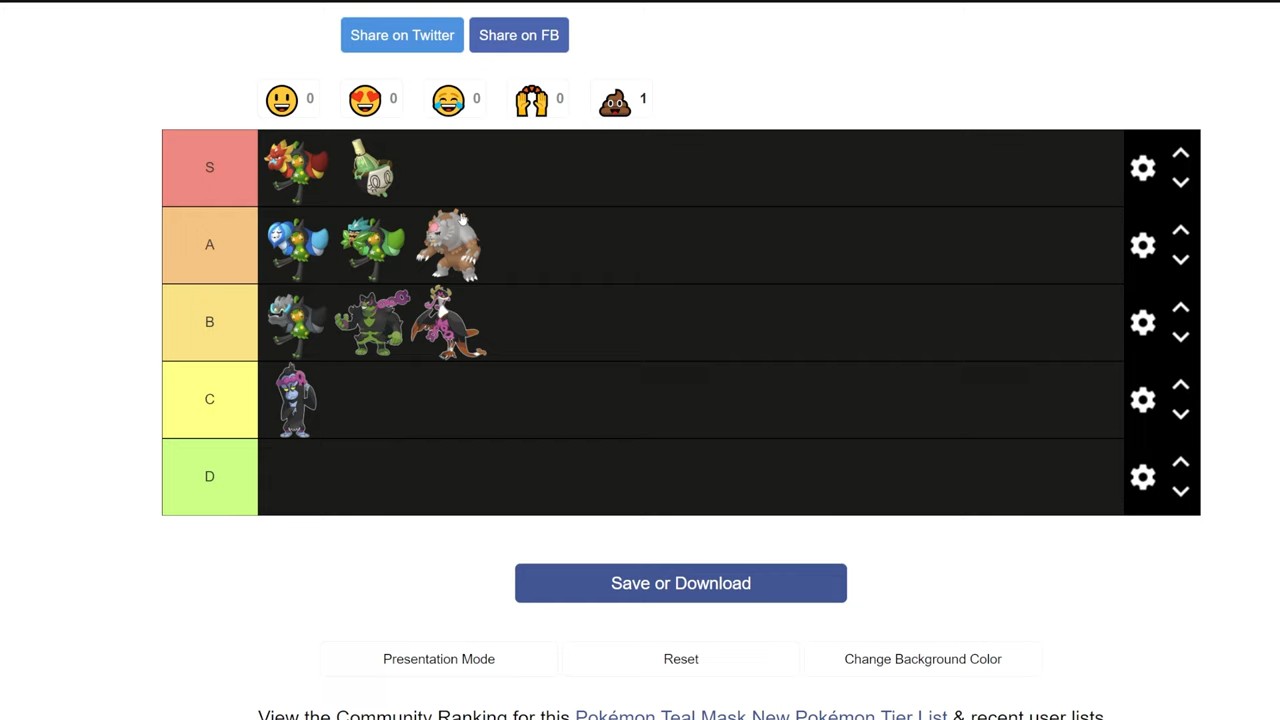 Share on Twitter Share on FB
0 0 0 0 1
S
A
B
C
D
Save or Download
Presentation Mode Reset Change Background Color
View the Community Ranking for this Pokémon Teal Mask New Pokémon Tier List & recent user lists